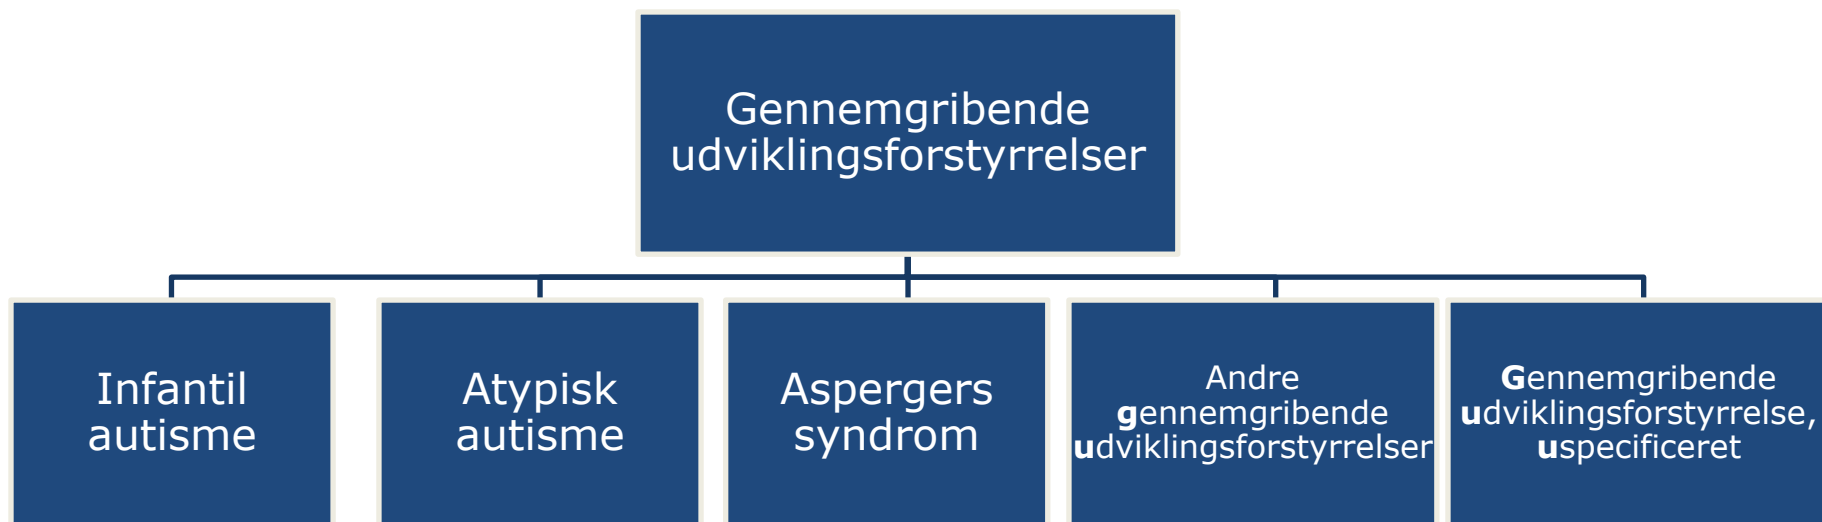 Gennemgribende
udviklingsforstyrrelser
Infantil
autisme
Atypisk
autisme
Aspergers
syndrom
Andre
gennemgribende
udviklingsforstyrrelser
Gennemgribende
udviklingsforstyrrelse,
uspecificeret